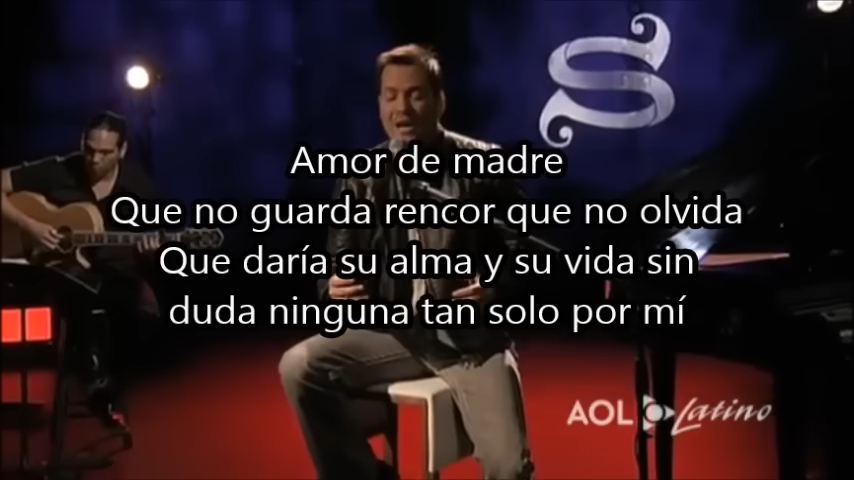 Amor de madre
Que no guarda rencor que no olvida
Que daría su alma y su vida sin
duda ninguna tan solo por mí
AOL Latino